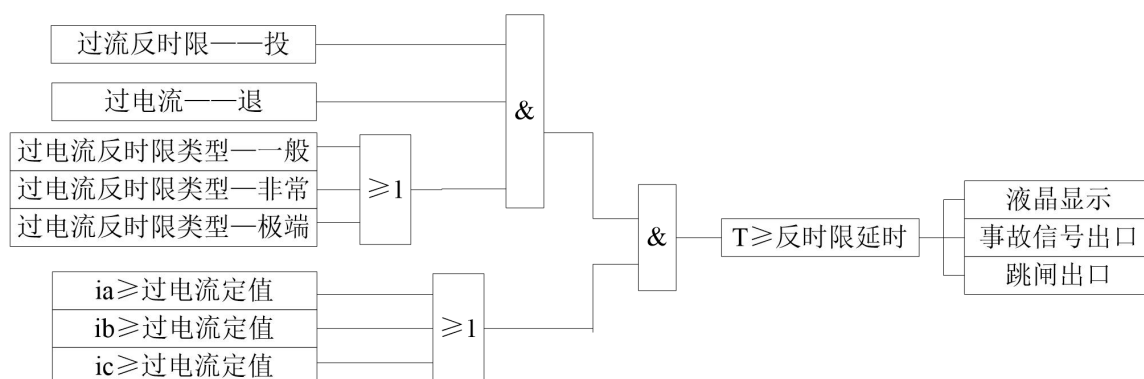 过流反时限——投
过电流——退
&
过电流反时限类型—一般
过电流反时限类型—非常
过电流反时限类型—极端
≥1
ia≥过电流定值
ib≥过电流定值
ic≥过电流定值
≥1
&
T≥反时限延时
液晶显示
事故信号出口
跳闸出口